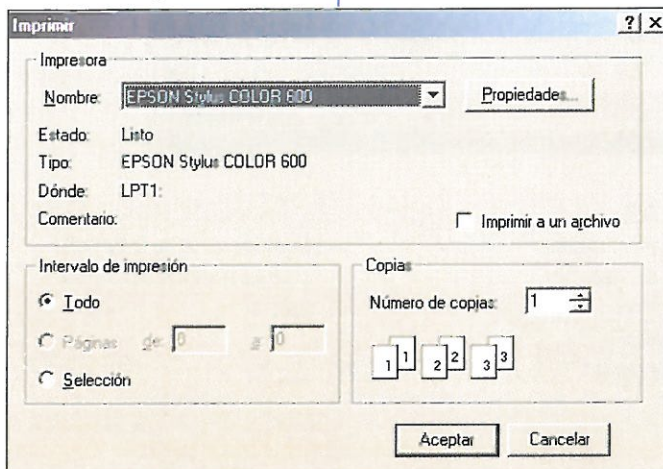 Imprimir
Impresora
Nombre: EPSON Stylus COLOR 600 Propiedades...
Estado: Listo
Tipo: EPSON Stylus COLOR 600
Dónde: LPT1:
Comentario:
Imprimir a un archivo
Intervalo de impresión
Todo
Páginas de: 0 a: 0
Selección
Copias
Número de copias: 1
1 1 2 2 3 3
Aceptar Cancelar